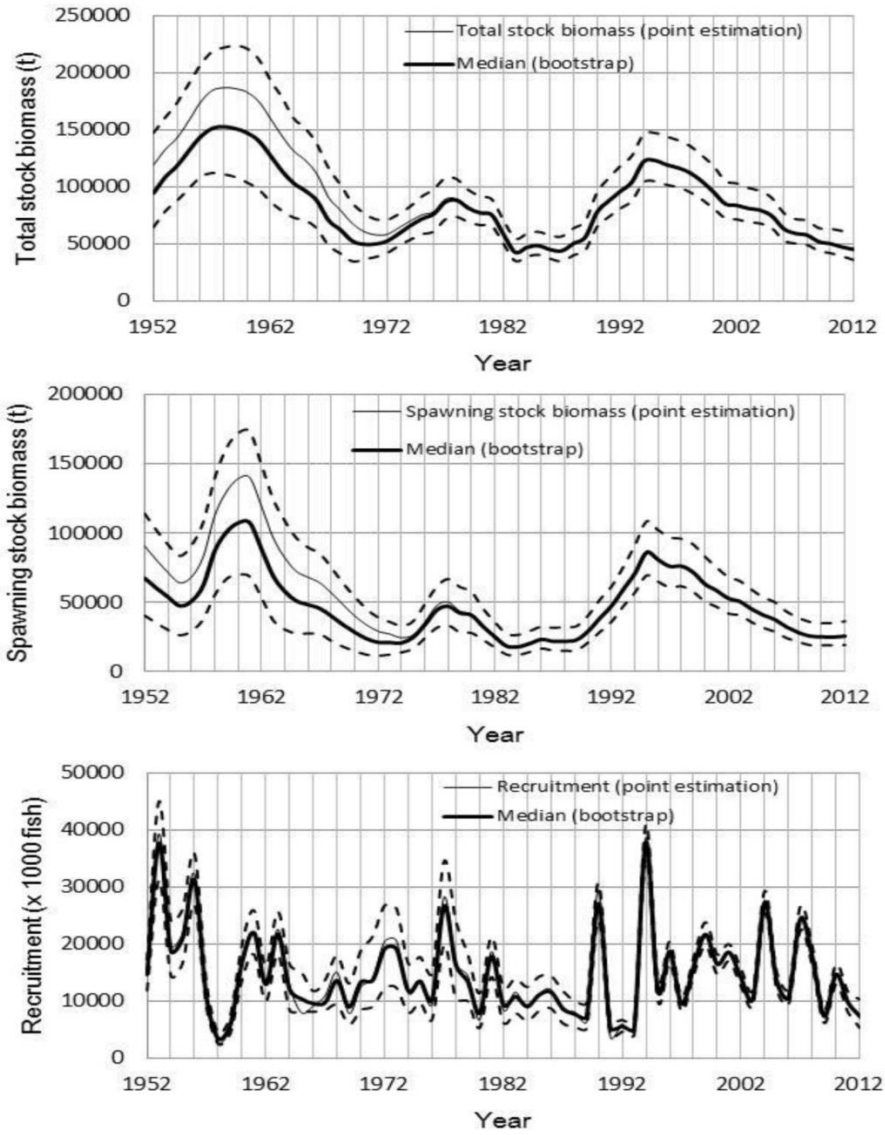 250000
Total stock biomass (point estimation)
Median (bootstrap)
200000
150000
100000
50000
0
Total stock biomass (t)
1952 1962 1972 1982 1992 2002 2012
Year
200000
Spawning stock biomass (point estimation)
Median (bootstrap)
150000
100000
50000
0
Spawning stock biomass (t)
1952 1962 1972 1982 1992 2002 2012
Year
50000
Recruitment (point estimation)
Median (bootstrap)
40000
30000
20000
10000
0
Recruitment (x 1000 fish)
1952 1962 1972 1982 1992 2002 2012
Year